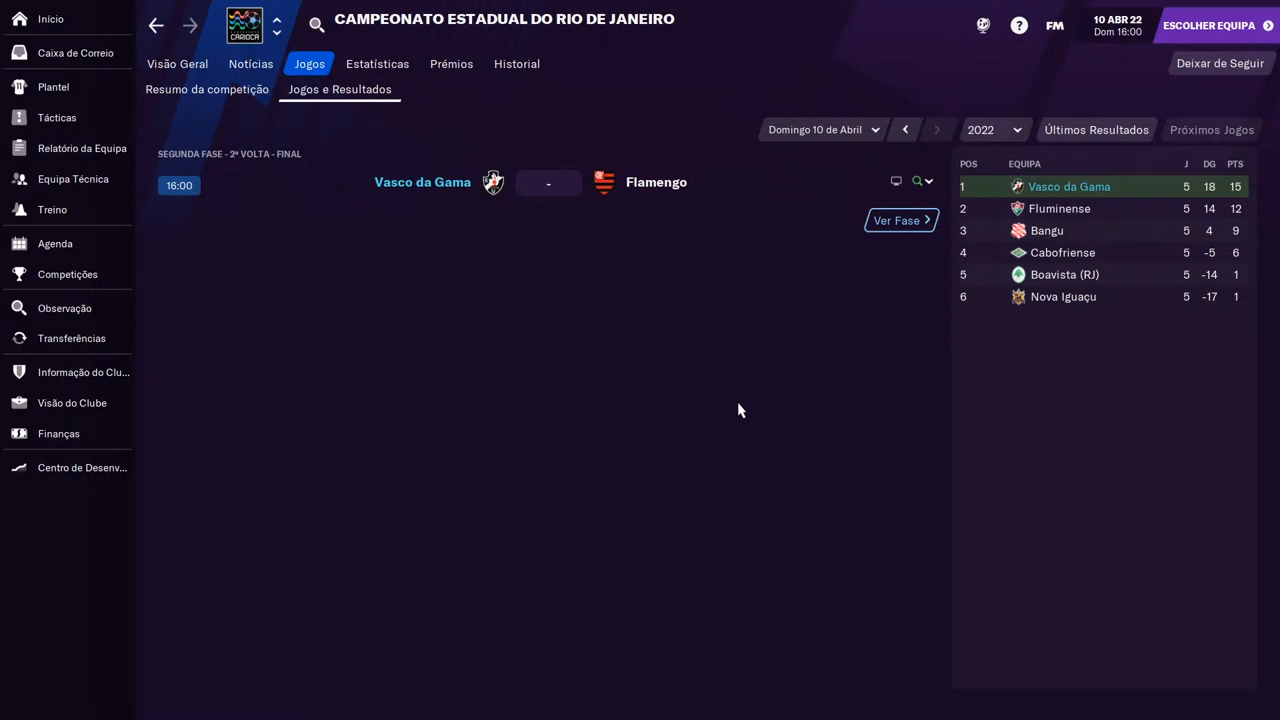 Início
Caixa de Correio
Plantel
Tácticas
Relatório da Equipa
Equipa Técnica
Treino
Agenda
Competições
Observação
Transferências
Informação do Clu...
Visão do Clube
Finanças
Centro de Desenv...
CARIOCA
CAMPEONATO ESTADUAL DO RIO DE JANEIRO
FM
10 ABR 22
Dom 16:00
ESCOLHER EQUIPA
Visão Geral Notícias Jogos Estatísticas Prémios Historial
Deixar de Seguir
Resumo da competição Jogos e Resultados
Domingo 10 de Abril 2022 Últimos Resultados Próximos Jogos
SEGUNDA FASE - 2ª VOLTA - FINAL
16:00 Vasco da Gama - Flamengo
Ver Fase
POS EQUIPA J DG PTS
1 Vasco da Gama 5 18 15
2 Fluminense 5 14 12
3 Bangu 5 4 9
4 Cabofriense 5 -5 6
5 Boavista (RJ) 5 -14 1
6 Nova Iguaçu 5 -17 1